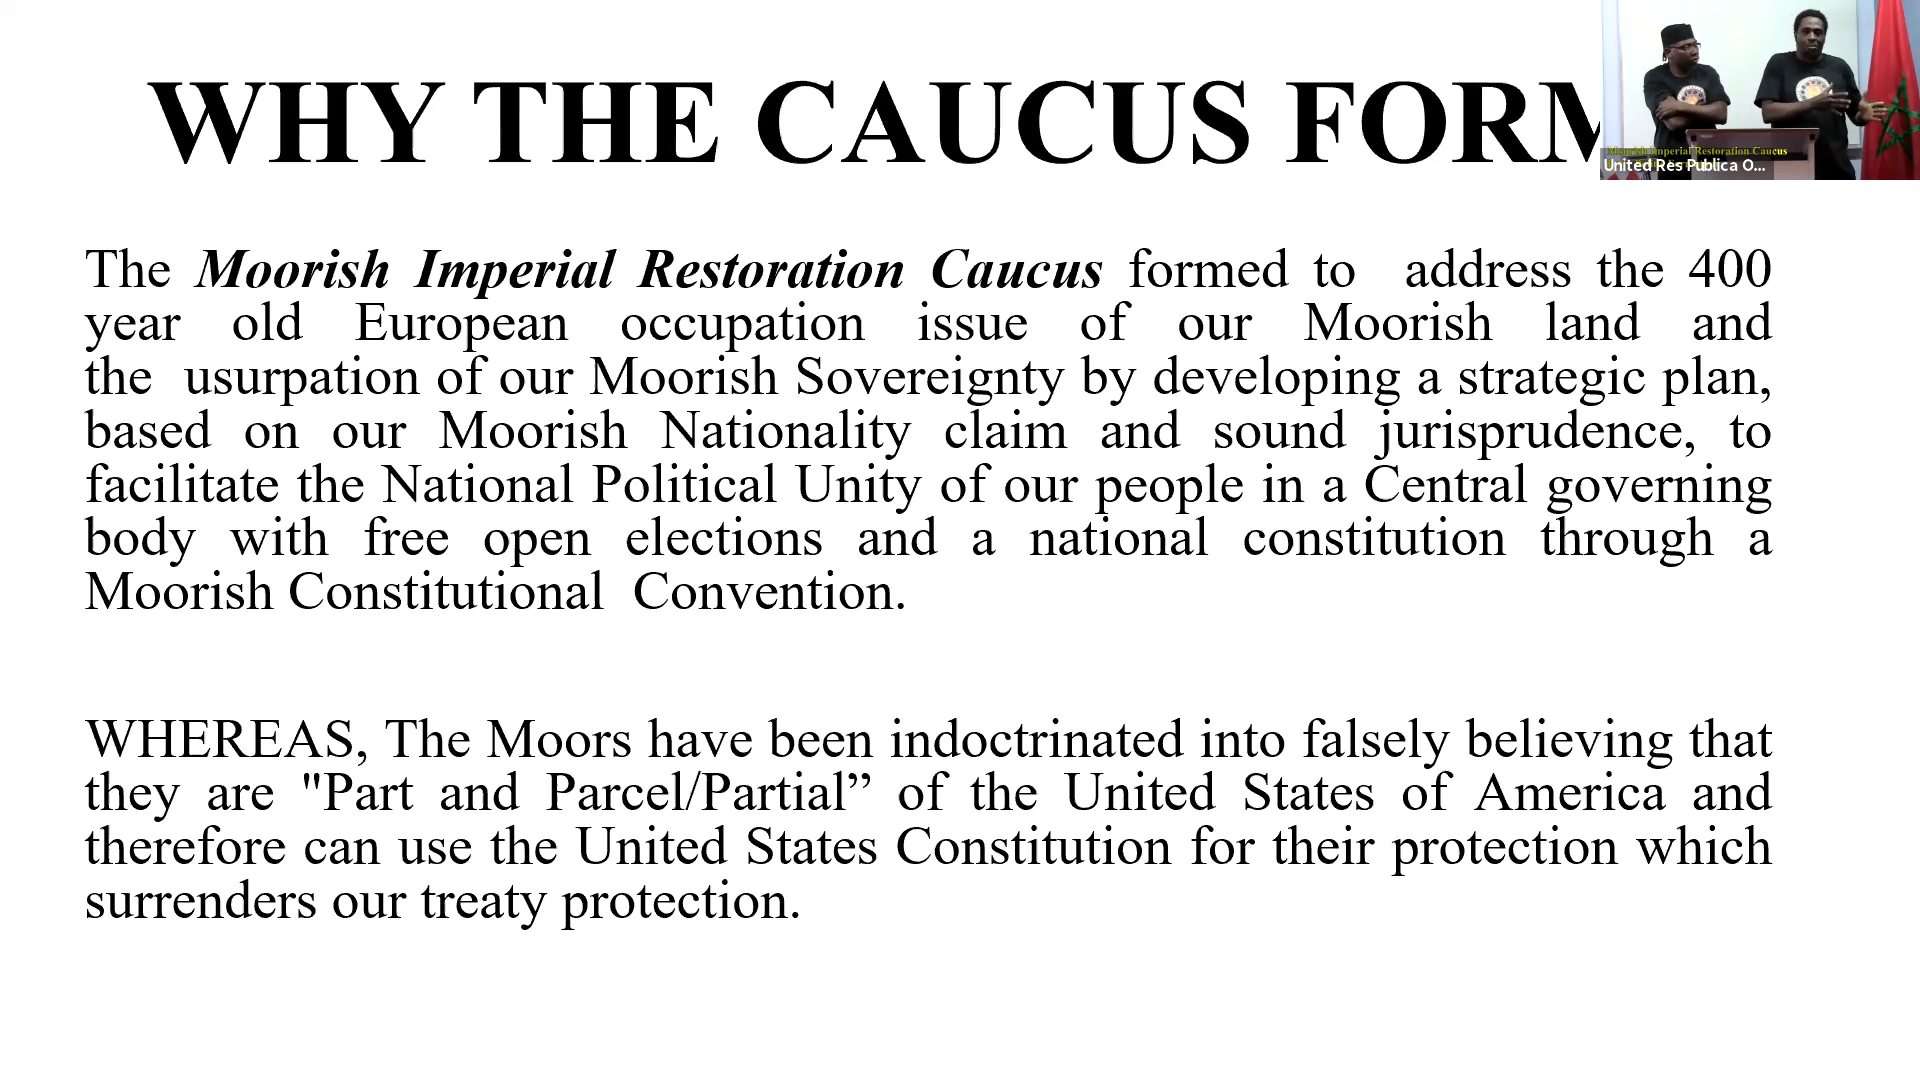 WHY THE CAUCUS FORM
Moorish Imperial Restoration Caucus
United Res Publica O...
The Moorish Imperial Restoration Caucus formed to address the 400
year old European occupation issue of our Moorish land and
the usurpation of our Moorish Sovereignty by developing a strategic plan,
based on our Moorish Nationality claim and sound jurisprudence, to
facilitate the National Political Unity of our people in a Central governing
body with free open elections and a national constitution through a
Moorish Constitutional Convention.
WHEREAS, The Moors have been indoctrinated into falsely believing that
they are "Part and Parcel/Partial” of the United States of America and
therefore can use the United States Constitution for their protection which
surrenders our treaty protection.